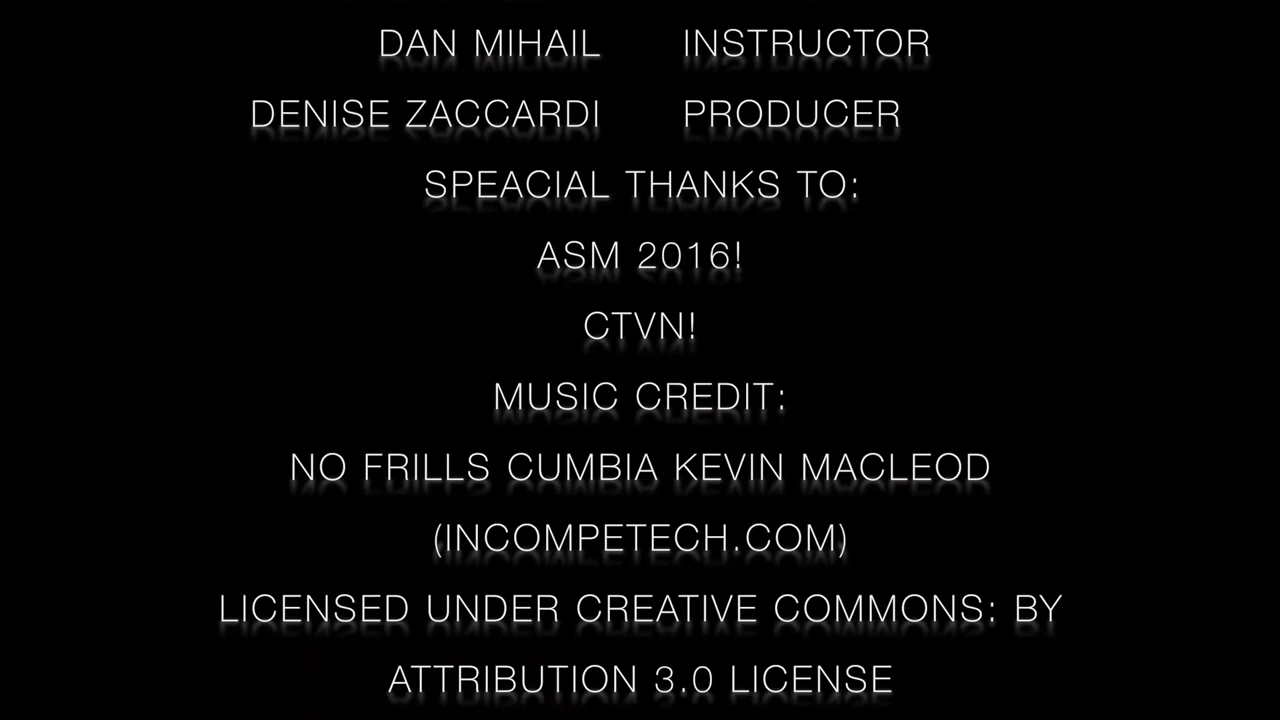 DAN MIHAIL INSTRUCTOR
DENISE ZACCARDI PRODUCER
SPEACIAL THANKS TO:
ASM 2016!
CTVN!
MUSIC CREDIT:
NO FRILLS CUMBIA KEVIN MACLEOD
(INCOMPETECH.COM)
LICENSED UNDER CREATIVE COMMONS: BY
ATTRIBUTION 3.0 LICENSE